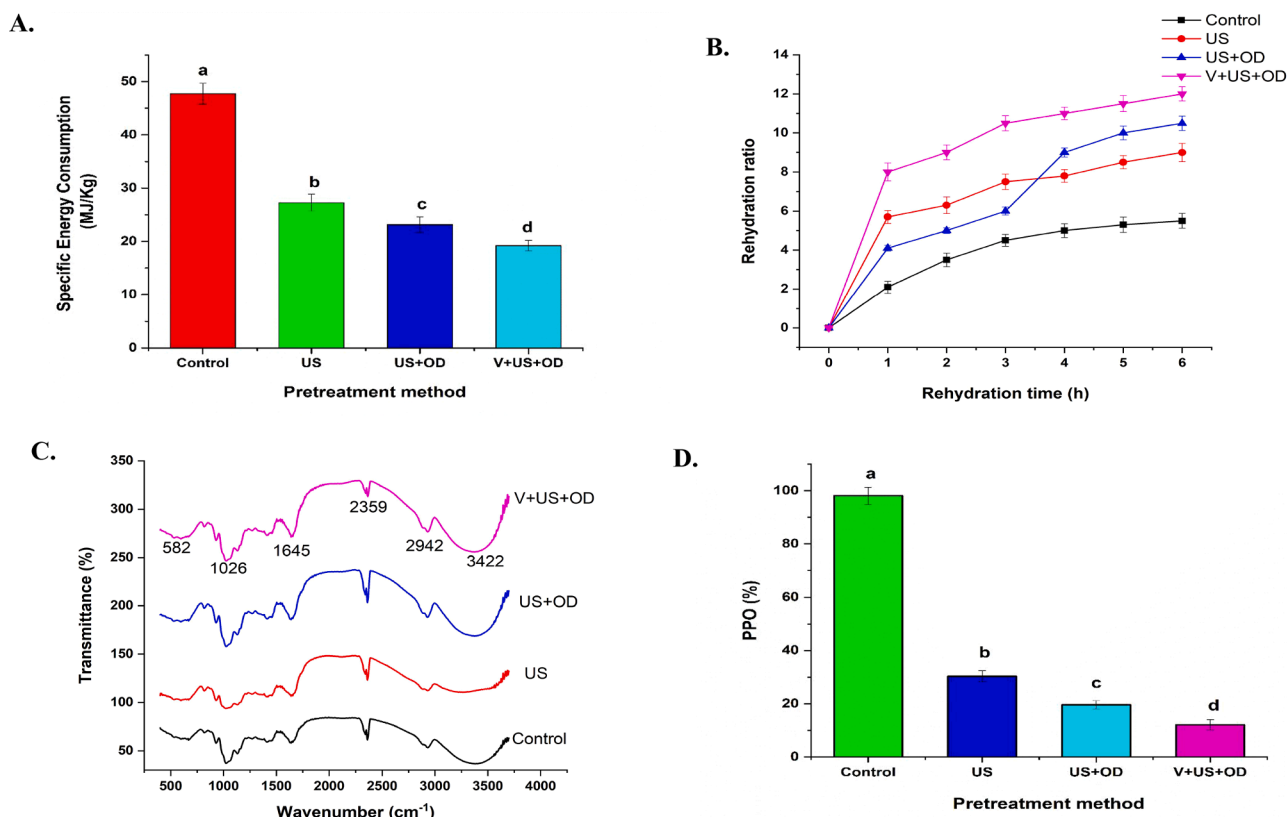 A.
Specific Energy Consumption
(MJ/Kg)
50
40
30
20
10
0
a
b
c
d
Control
US
US+OD
V+US+OD
Pretreatment method
B.
Control
US
US+OD
V+US+OD
Rehydration ratio
14
12
10
8
6
4
2
0
0
1
2
3
4
5
6
Rehydration time (h)
C.
Transmittance (%)
350
300
250
200
150
100
50
V+US+OD
US+OD
US
Control
582
1026
1645
2359
2942
3422
500
1000
1500
2000
2500
3000
3500
4000
Wavenumber (cm⁻¹)
D.
PPO (%)
100
80
60
40
20
0
a
b
c
d
Control
US
US+OD
V+US+OD
Pretreatment method